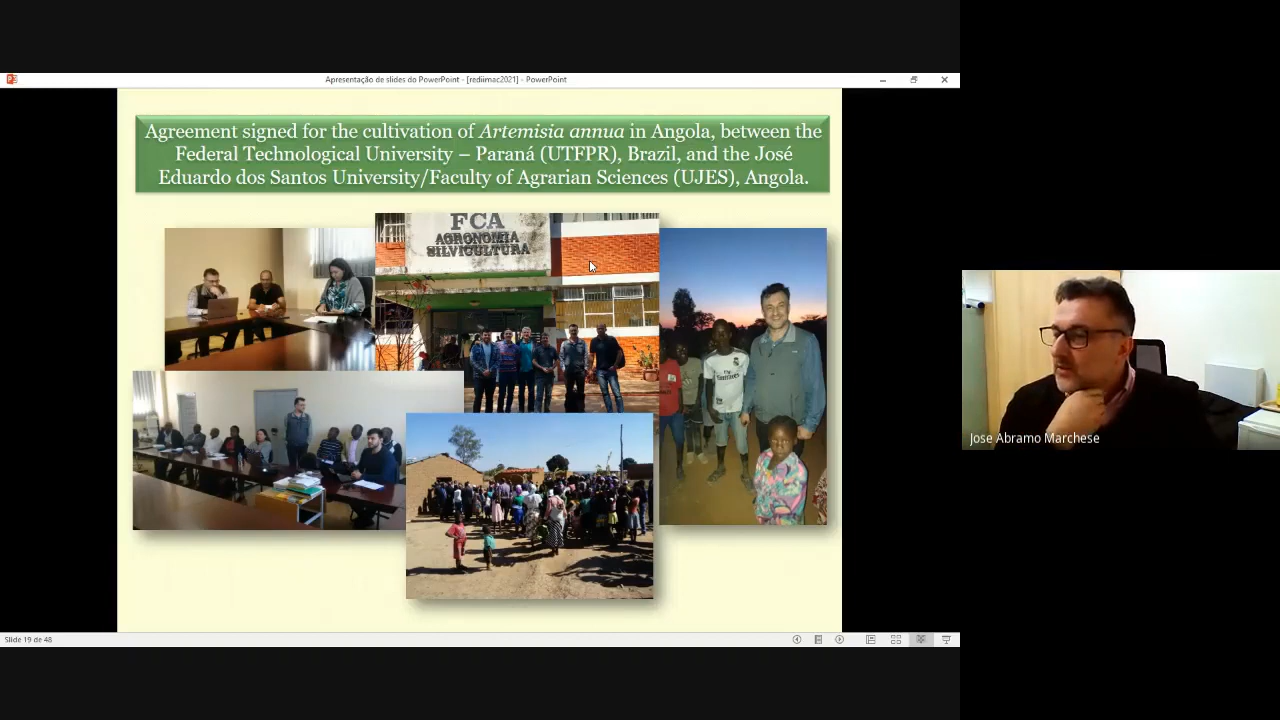 Apresentação de slides do PowerPoint - [rediimac2021] - PowerPoint
Agreement signed for the cultivation of Artemisia annua in Angola, between the
Federal Technological University – Paraná (UTFPR), Brazil, and the José
Eduardo dos Santos University/Faculty of Agrarian Sciences (UJES), Angola.
FCA
AGRONOMIA
SILVICULTURA
Fly
Emirates
Jose Abramo Marchese
Slide 19 de 48